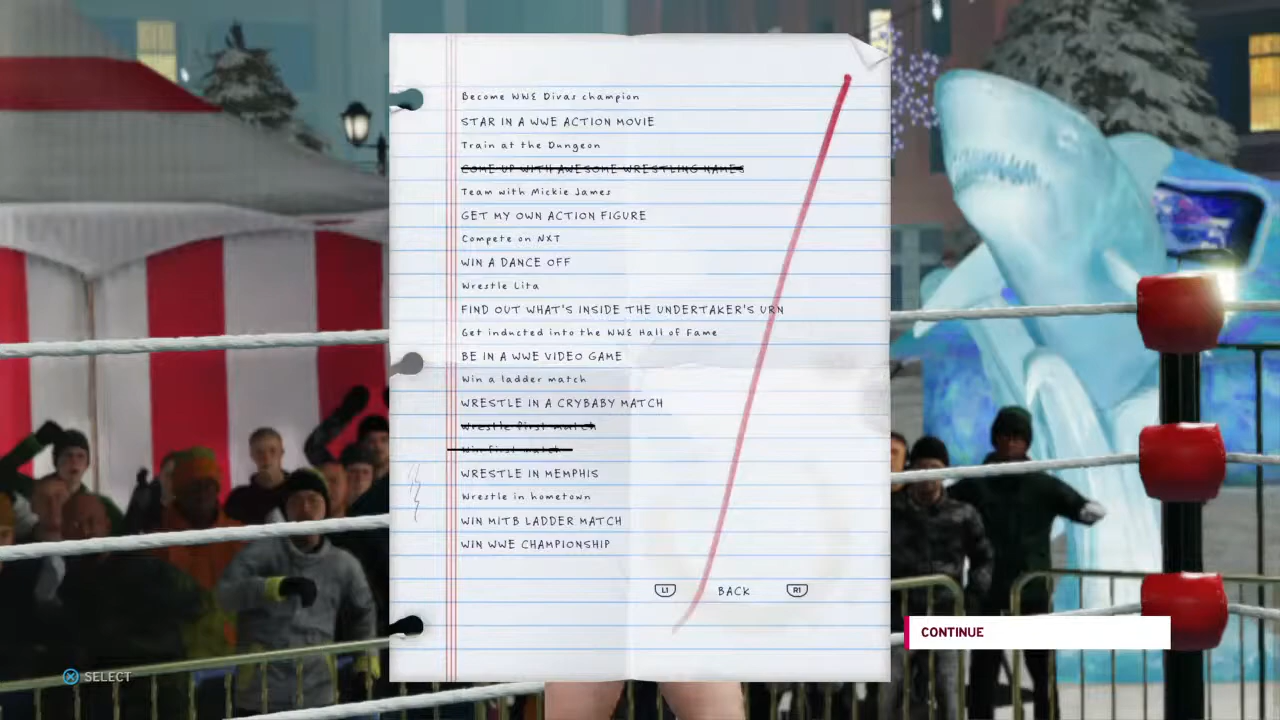 Become WWE Divas champion
STAR IN A WWE ACTION MOVIE
Train at the Dungeon
COME UP WITH AWESOME WRESTLING NAMES
Team with Mickie James
GET MY OWN ACTION FIGURE
Compete on NXT
WIN A DANCE OFF
Wrestle Lita
FIND OUT WHAT'S INSIDE THE UNDERTAKER'S URN
Get inducted into the WWE Hall of Fame
BE IN A WWE VIDEO GAME
Win a ladder match
WRESTLE IN A CRYBABY MATCH
Wrestle first match
Win first match
WRESTLE IN MEMPHIS
Wrestle in hometown
WIN MITB LADDER MATCH
WIN WWE CHAMPIONSHIP
L1 BACK R1
CONTINUE
SELECT